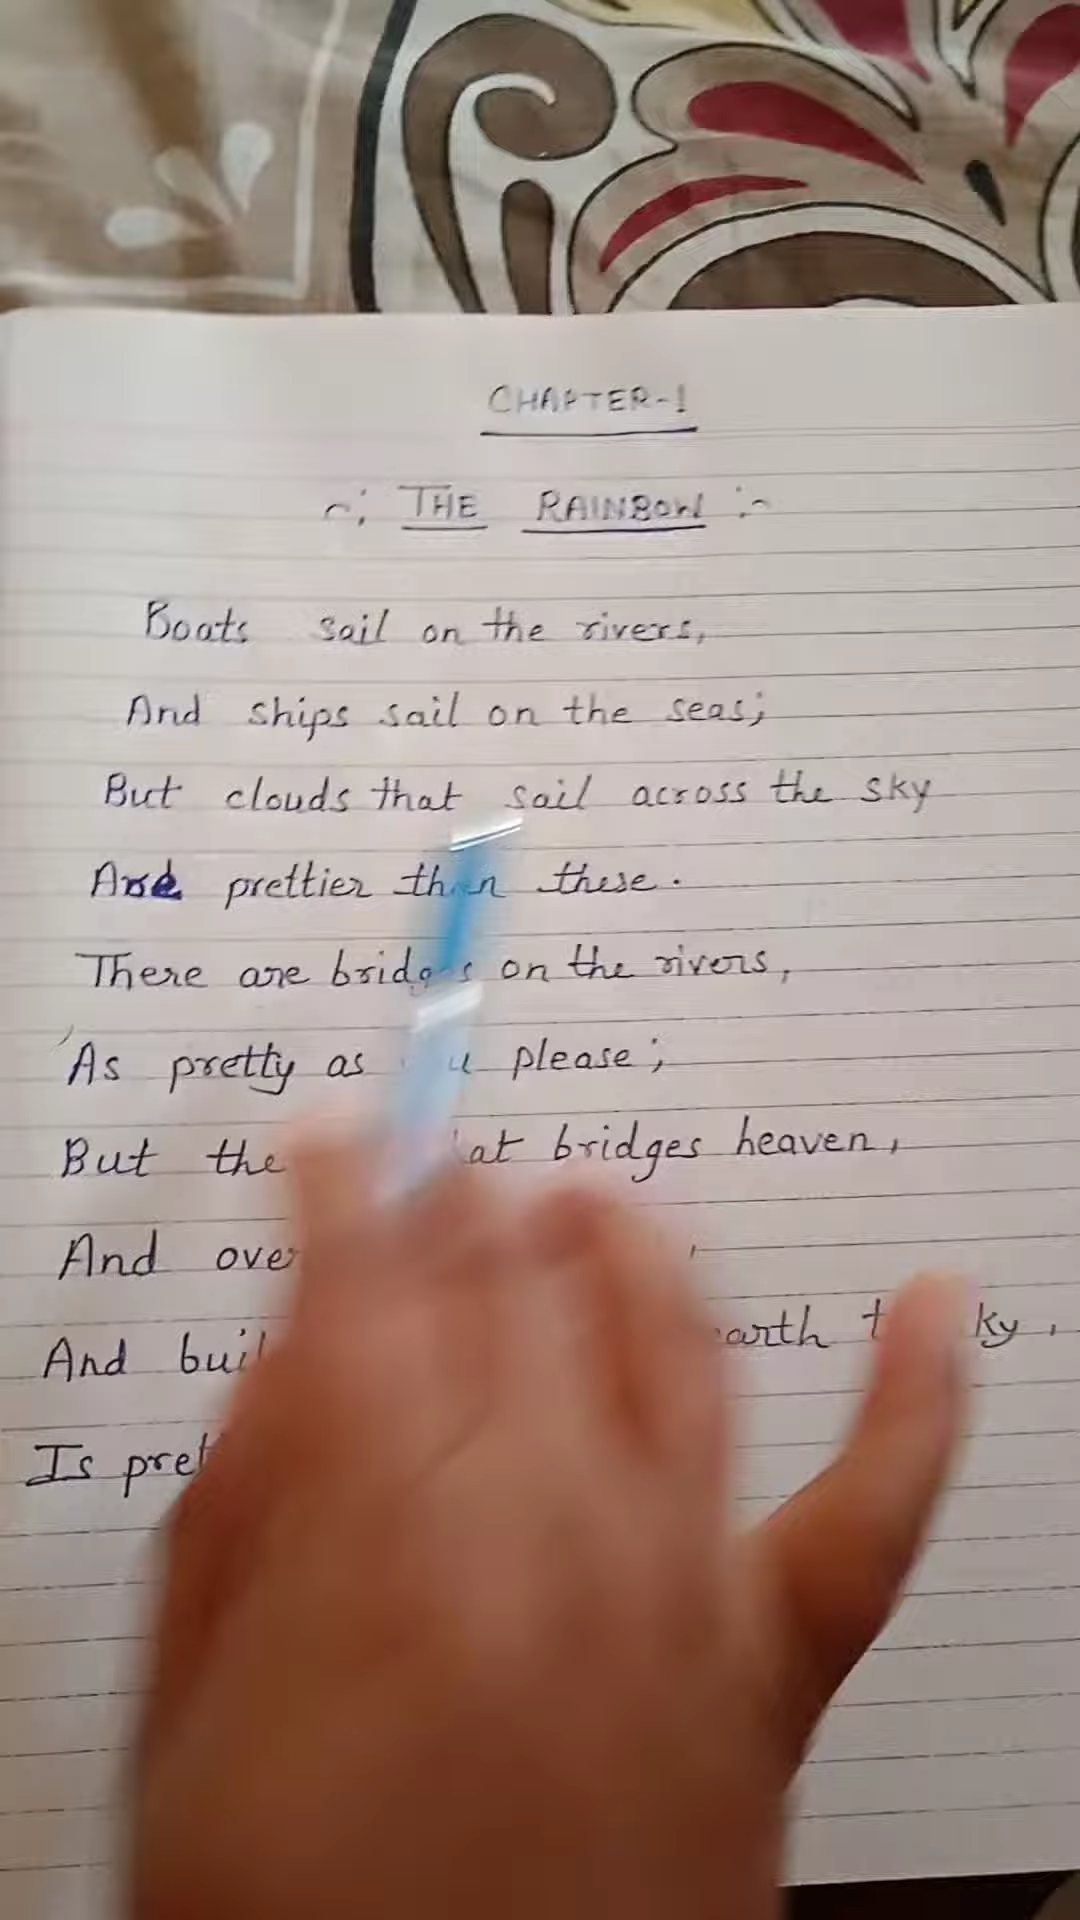 CHAPTER-1
~: THE RAINBOW :~
Boats sail on the rivers,
And ships sail on the seas;
But clouds that sail across the sky
Are prettier than these.
There are bridges on the rivers,
As pretty as please;
But the bridges heaven,
And
And earth
Is